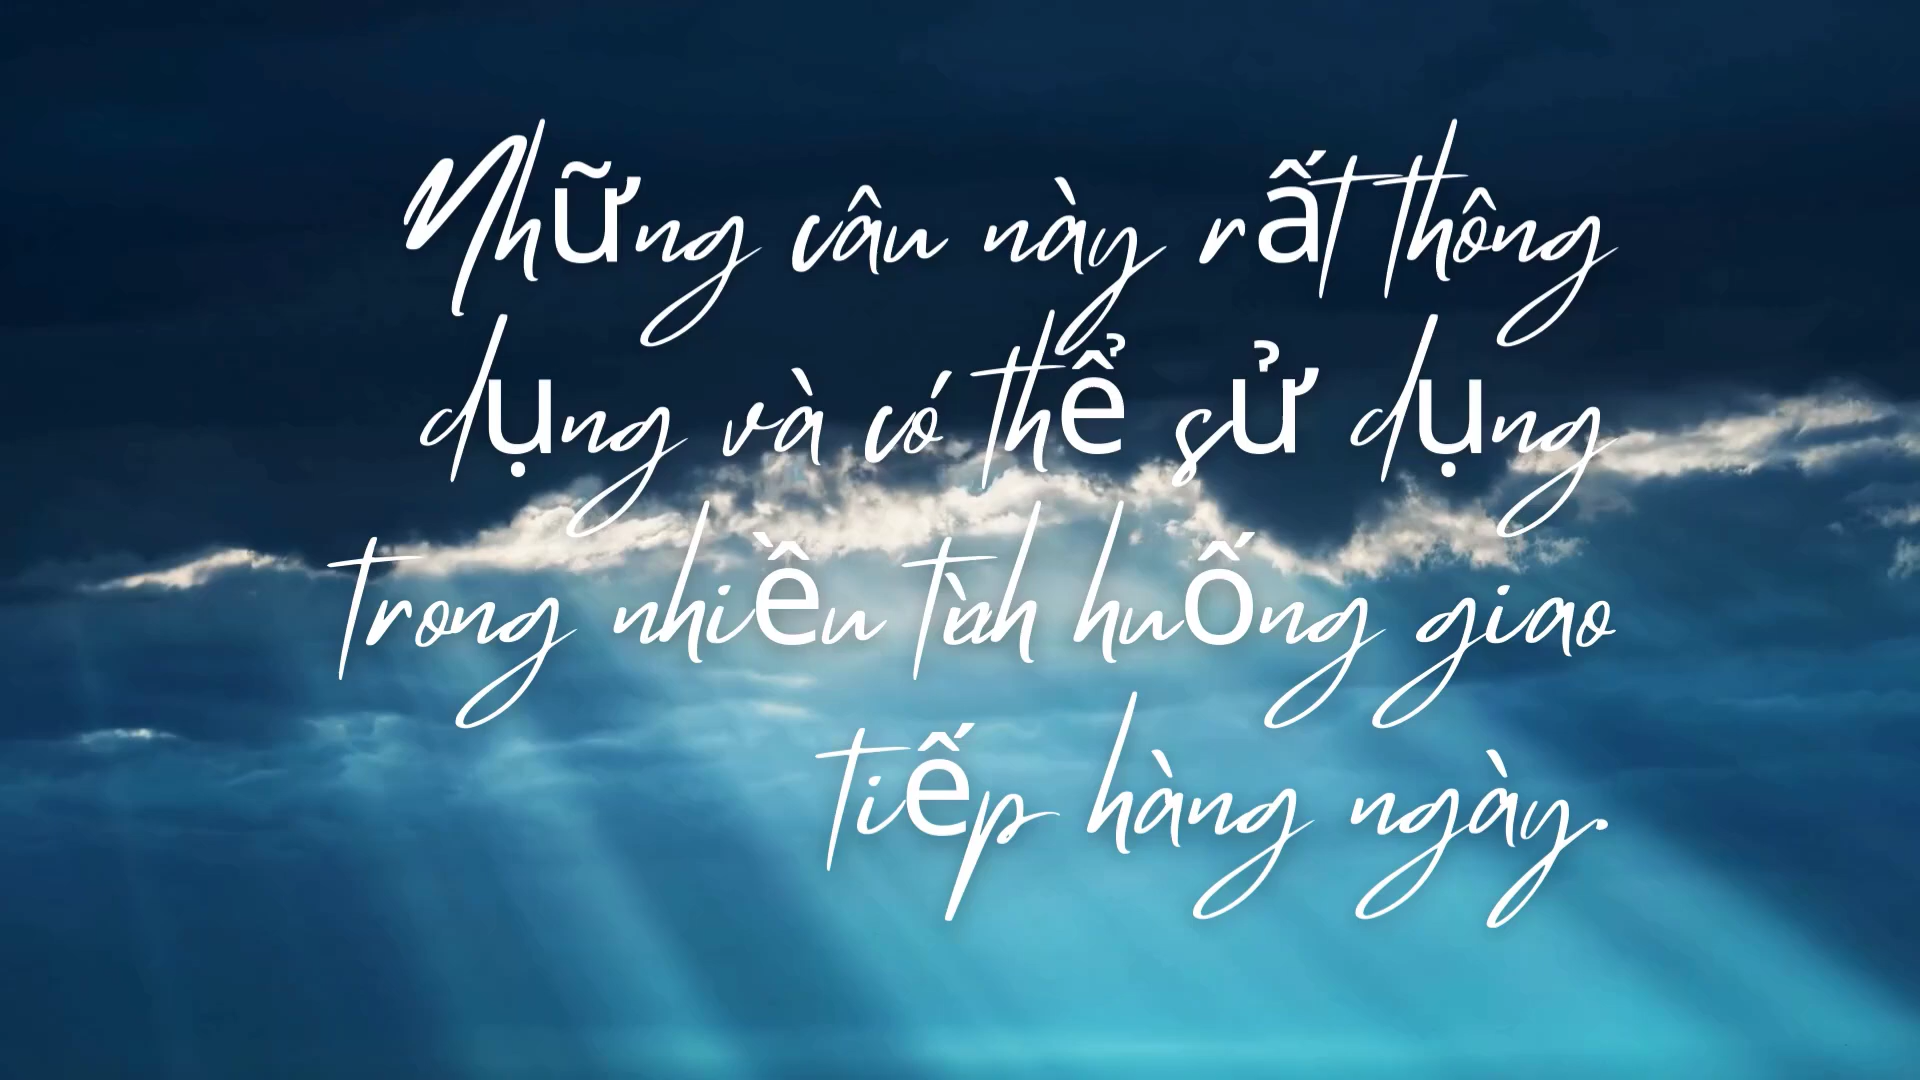 Những câu này rất thông
dụng và có thể sử dụng
trong nhiều tình huống giao
tiếp hàng ngày.